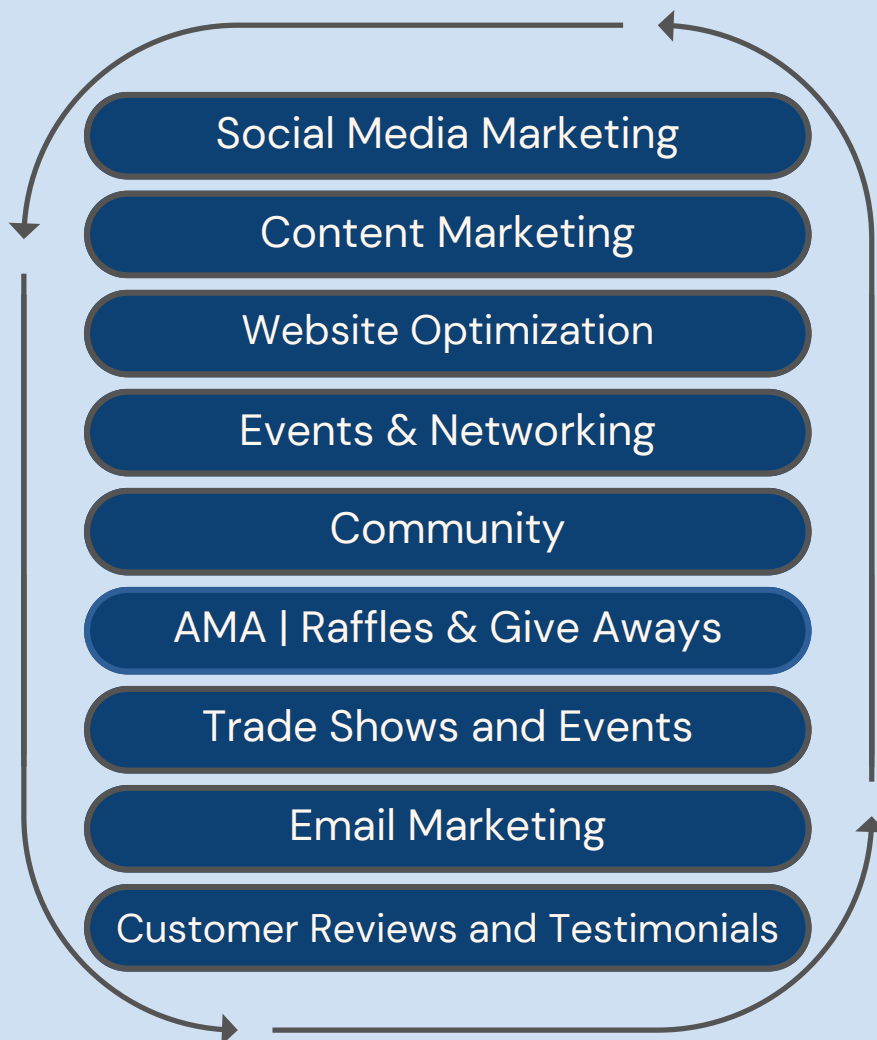 Social Media Marketing
Content Marketing
Website Optimization
Events & Networking
Community
AMA | Raffles & Give Aways
Trade Shows and Events
Email Marketing
Customer Reviews and Testimonials